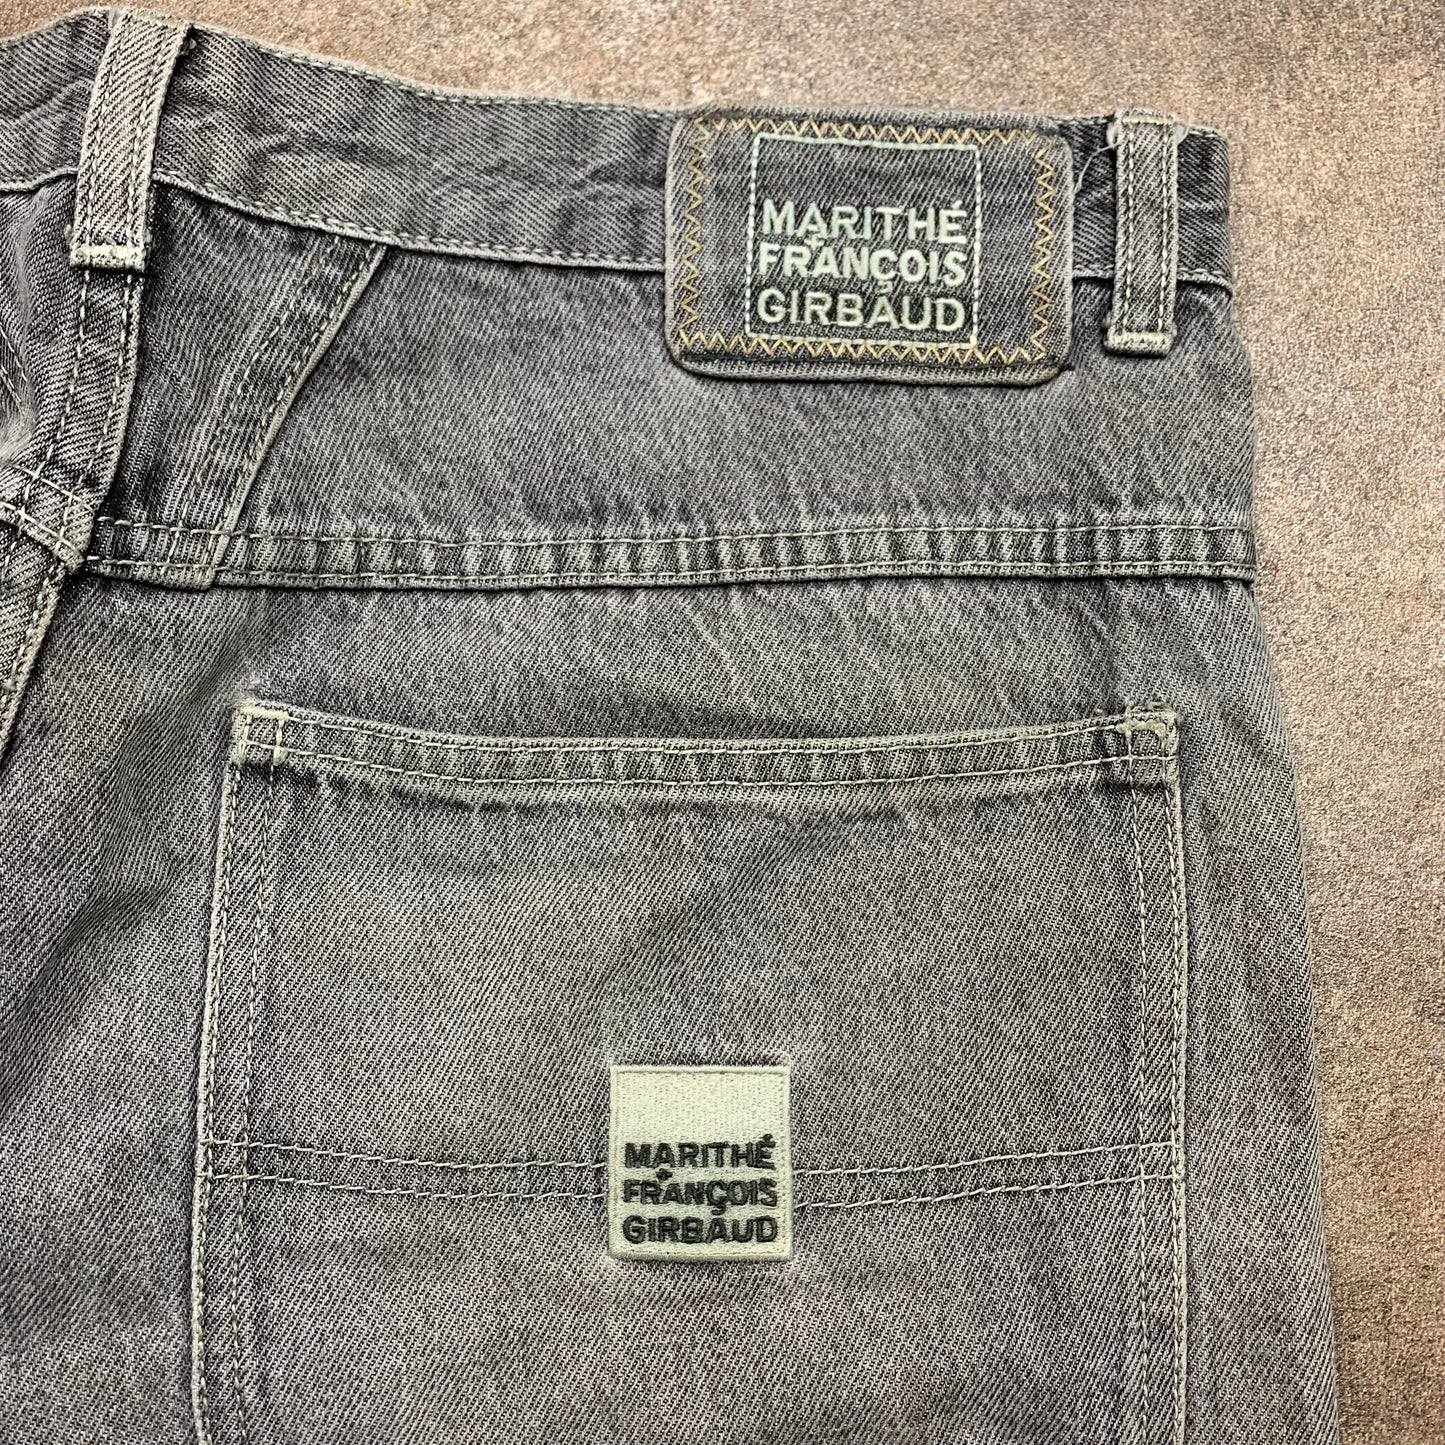 MARITHÉ
+
FRANÇOIS
GIRBAUD
MARITHÉ
+
FRANÇOIS
GIRBAUD